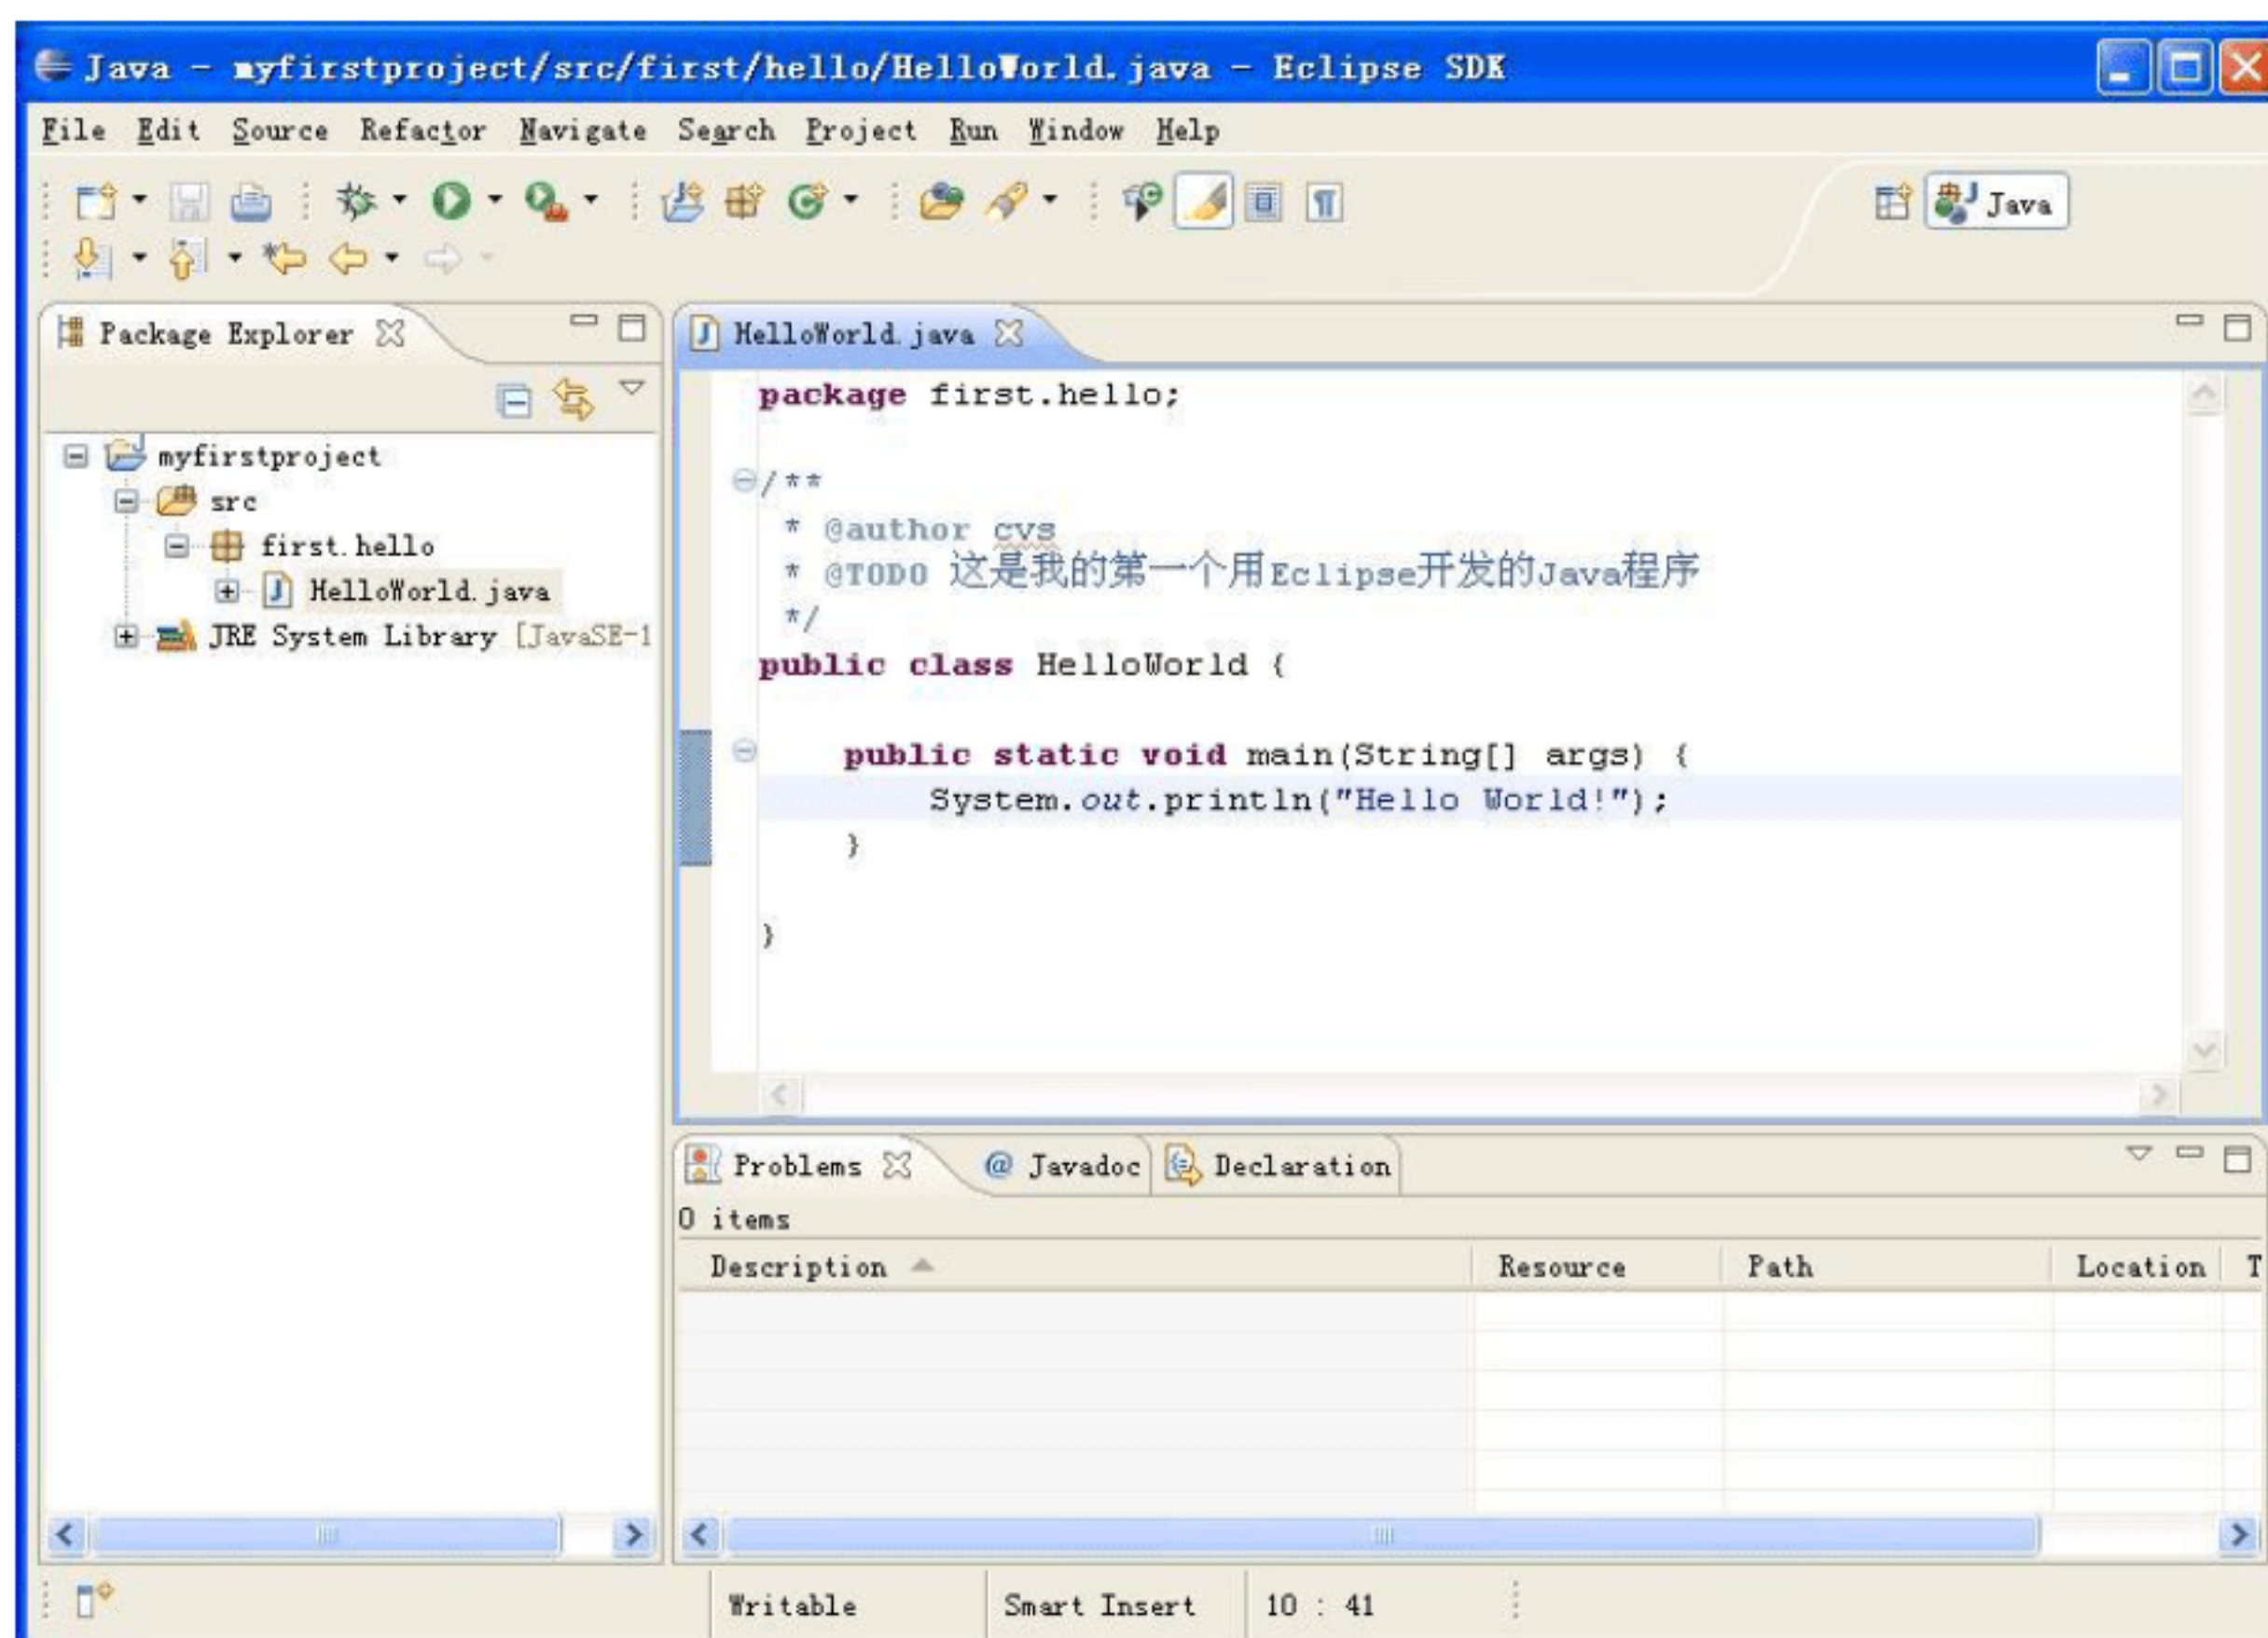 Java - myfirstproject/src/first/hello/HelloWorld.java - Eclipse SDK
File Edit Source Refactor Navigate Search Project Run Window Help
Java
Package Explorer
myfirstproject
src
first.hello
HelloWorld.java
JRE System Library [JavaSE-1
HelloWorld.java
package first.hello;
/**
* @author cvs
* @TODO 这是我的第一个用Eclipse开发的Java程序
*/
public class HelloWorld {
public static void main(String[] args) {
System.out.println("Hello World!");
}
}
Problems @ Javadoc Declaration
0 items
Description Resource Path Location T
Writable Smart Insert 10 : 41